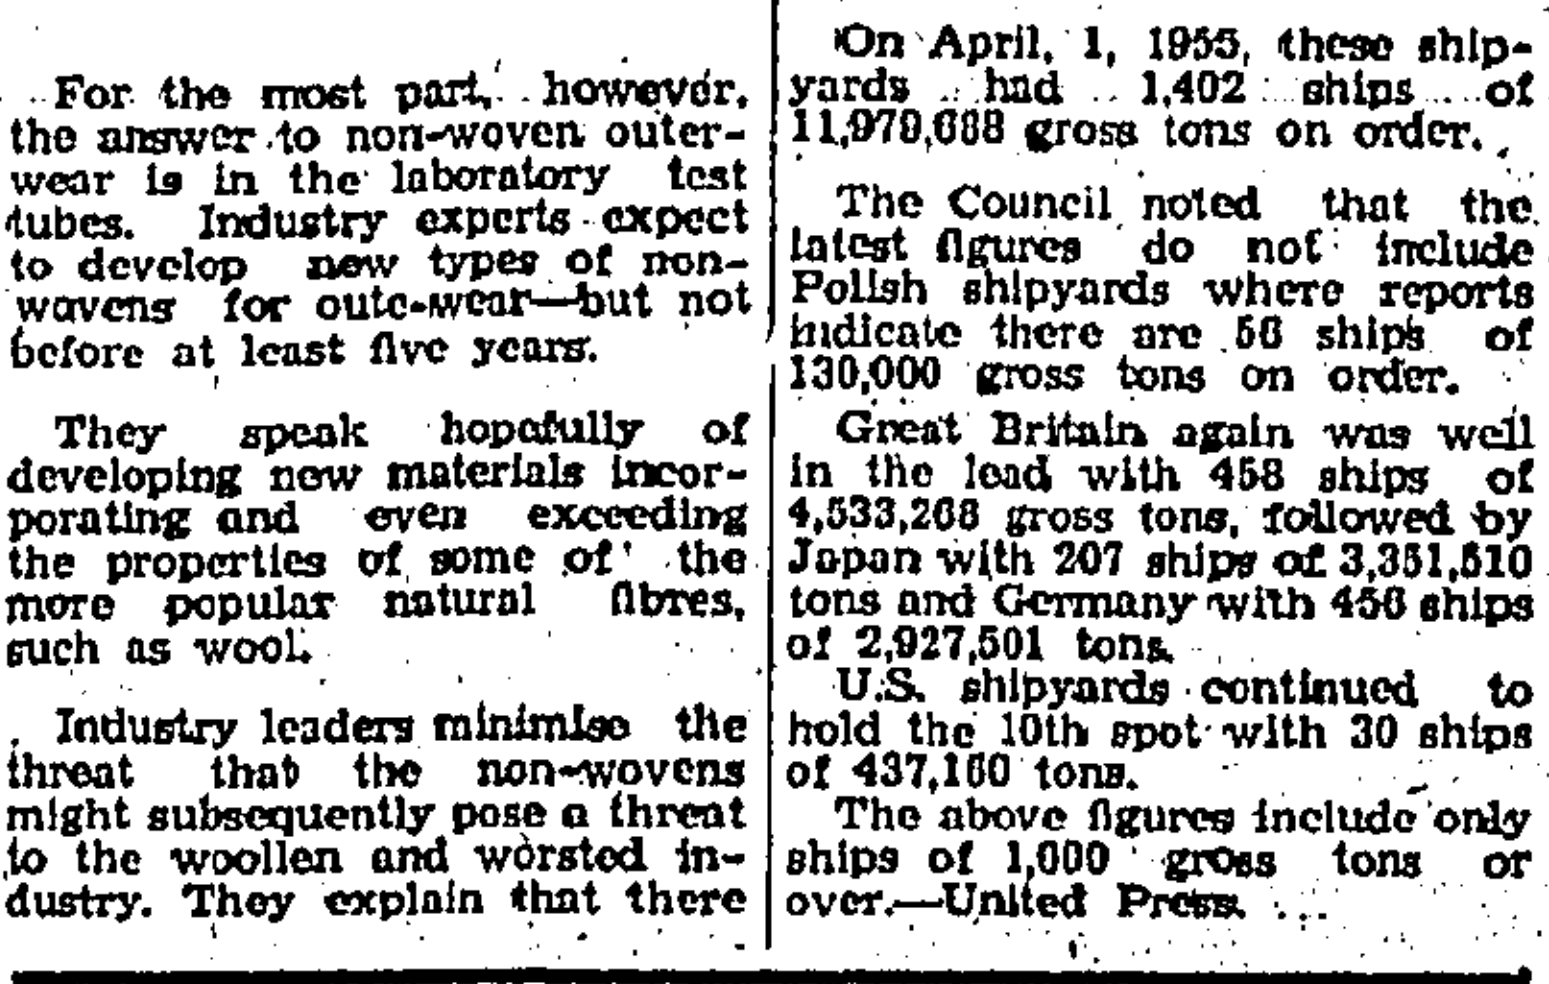 For the most part, however,
the answer to non-woven outer-
wear is in the laboratory test
tubes. Industry experts expect
to develop new types of non-
wavens for oute-wear—but not
before at least five years.
They speak hopefully of
developing new materials incor-
porating and even exceeding
the properties of some of the
more popular natural fibres,
such as wool.
Industry leaders minimise the
threat that the non-wovens
might subsequently pose a threat
to the woollen and worsted in-
dustry. They explain that there
On April, 1, 1955, these ship-
yards had 1,402 ships of
gross tons on order.
The Council noted that the
latest figures do not include
Polish shipyards where reports
indicate there are 56 ships of
130,000 gross tons on order.
Great Britain again was well
in the lead with 458 ships of
4,533,268 gross tons, followed by
Japan with 207 ships of 3,351,510
tons and Germany with 456 ships
of 2,927,501 tons.
U.S. shipyards continued to
hold the 10th spot with 30 ships
of 437,160 tons.
The above figures include only
ships of 1,000 gross tons or
over.—United Press.